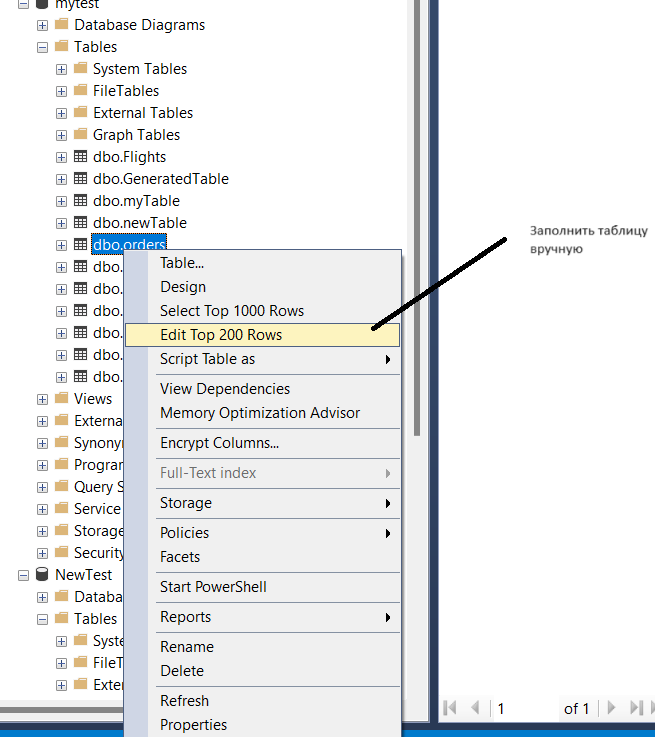 mytest
Database Diagrams
Tables
System Tables
FileTables
External Tables
Graph Tables
dbo.Flights
dbo.GeneratedTable
dbo.myTable
dbo.newTable
dbo.orders
dbo.
dbo.
dbo.
dbo.
dbo.
dbo.
Views
Externa
Synonyn
Program
Query S
Service
Storage
Security
NewTest
Databa
Tables
Syste
FileT
Exter
Table...
Design
Select Top 1000 Rows
Edit Top 200 Rows
Script Table as
View Dependencies
Memory Optimization Advisor
Encrypt Columns...
Full-Text index
Storage
Policies
Facets
Start PowerShell
Reports
Rename
Delete
Refresh
Properties
Заполнить таблицу
вручную
1 of 1